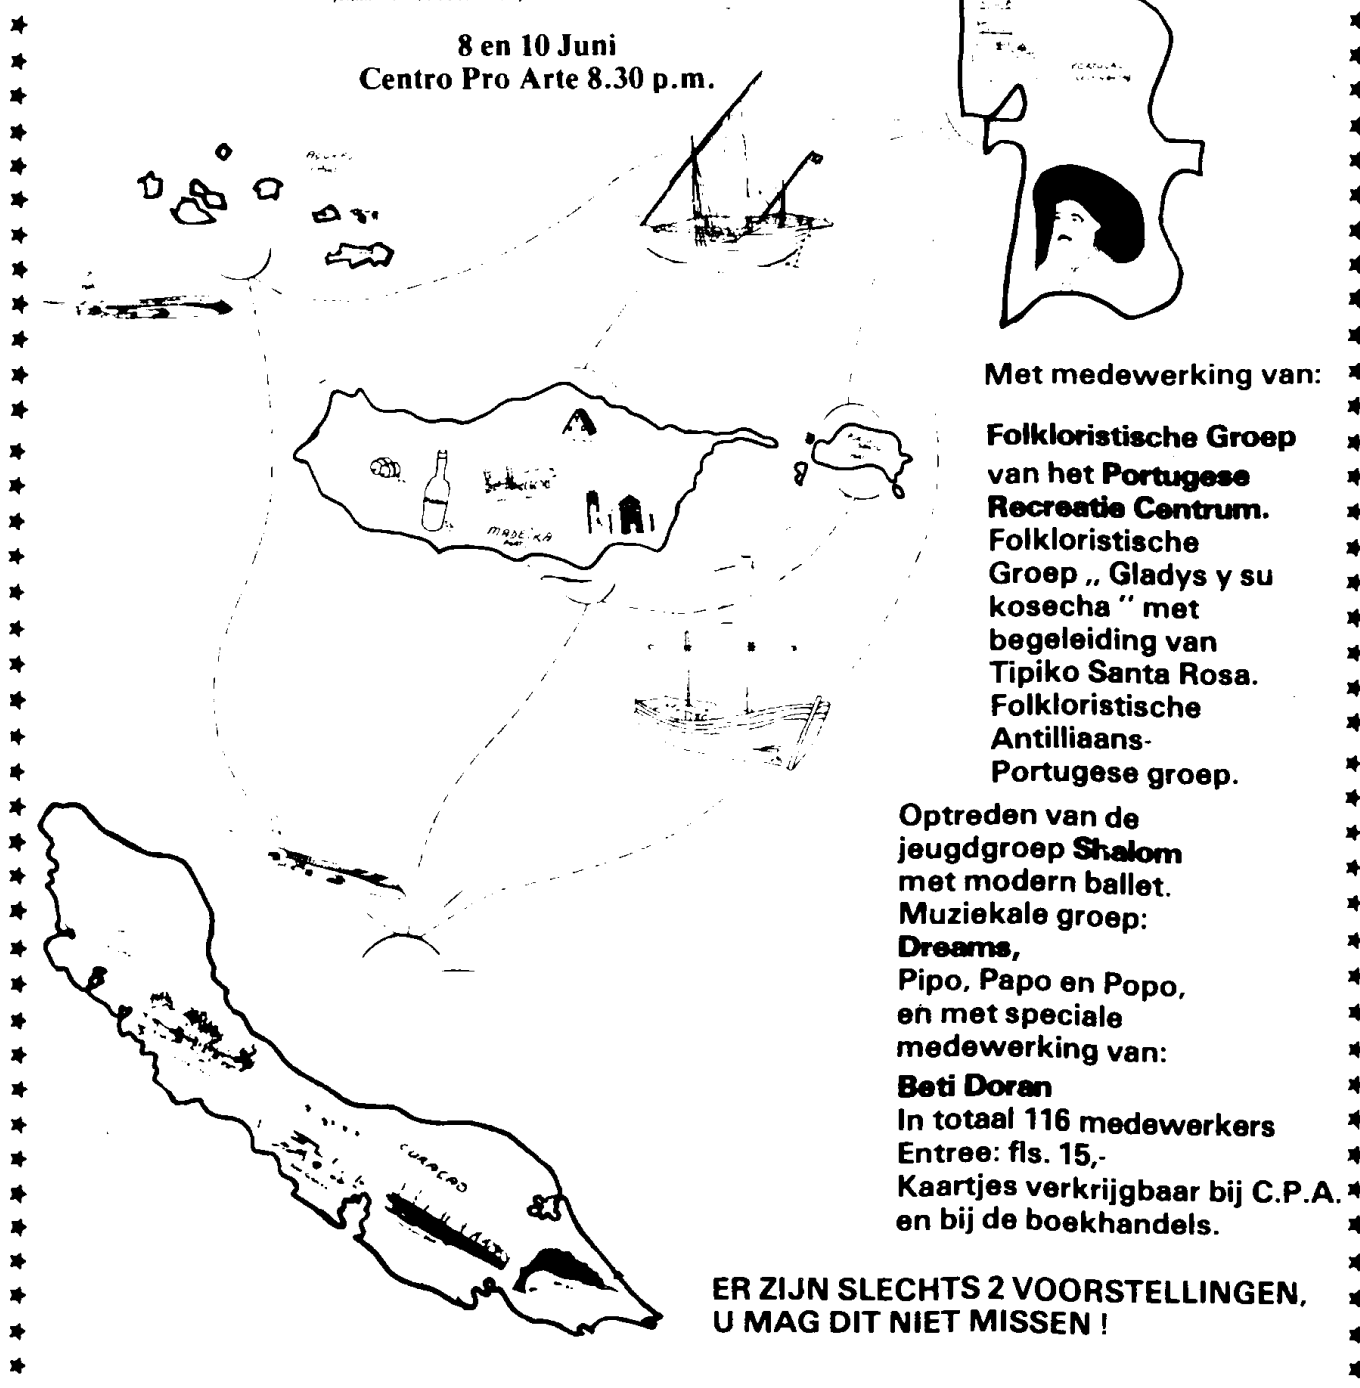 8 en 10 Juni
Centro Pro Arte 8.30 p.m.
MADEIRA
CURAÇAO
Met medewerking van:
Folkloristische Groep
van het Portugese
Recreatie Centrum.
Folkloristische
Groep „ Gladys y su
kosecha ” met
begeleiding van
Tipiko Santa Rosa.
Folkloristische
Antilliaans-
Portugese groep.
Optreden van de
jeugdgroep Shalom
met modern ballet.
Muziekale groep:
Dreams,
Pipo, Papo en Popo,
en met speciale
medewerking van:
Beti Doran
In totaal 116 medewerkers
Entree: fls. 15,-
Kaartjes verkrijgbaar bij C.P.A.
en bij de boekhandels.
ER ZIJN SLECHTS 2 VOORSTELLINGEN,
U MAG DIT NIET MISSEN !